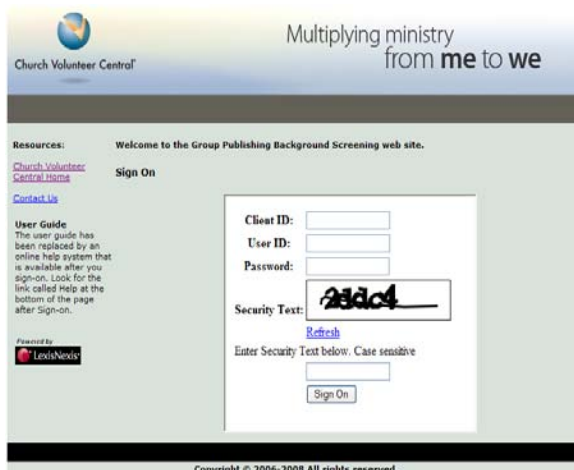 Church Volunteer Central
Multiplying ministry
from me to we
Resources:
Church Volunteer
Central Home
Contact Us
User Guide
The user guide has
been replaced by an
online help system that
is available after you
sign-on. Look for the
link called Help at the
bottom of the page
after Sign-on.
Powered by
LexisNexis
Welcome to the Group Publishing Background Screening web site.
Sign On
Client ID:
User ID:
Password:
Security Text:
Refresh
Enter Security Text below. Case sensitive
Sign On
Copyright © 2006-2008 All rights reserved